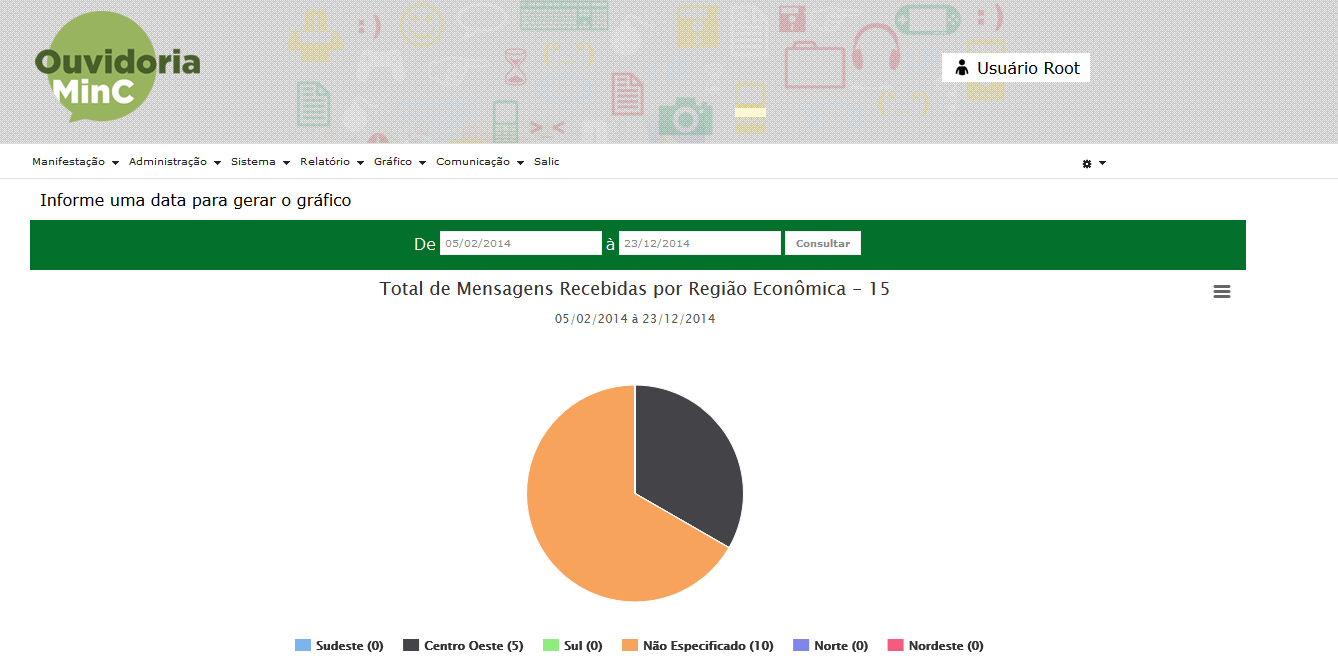 Ouvidoria
MinC
Usuário Root
Manifestação Administração Sistema Relatório Gráfico Comunicação Salic
Informe uma data para gerar o gráfico
De 05/02/2014 à 23/12/2014 Consultar
Total de Mensagens Recebidas por Região Econômica - 15
05/02/2014 à 23/12/2014
Sudeste (0) Centro Oeste (5) Sul (0) Não Especificado (10) Norte (0) Nordeste (0)